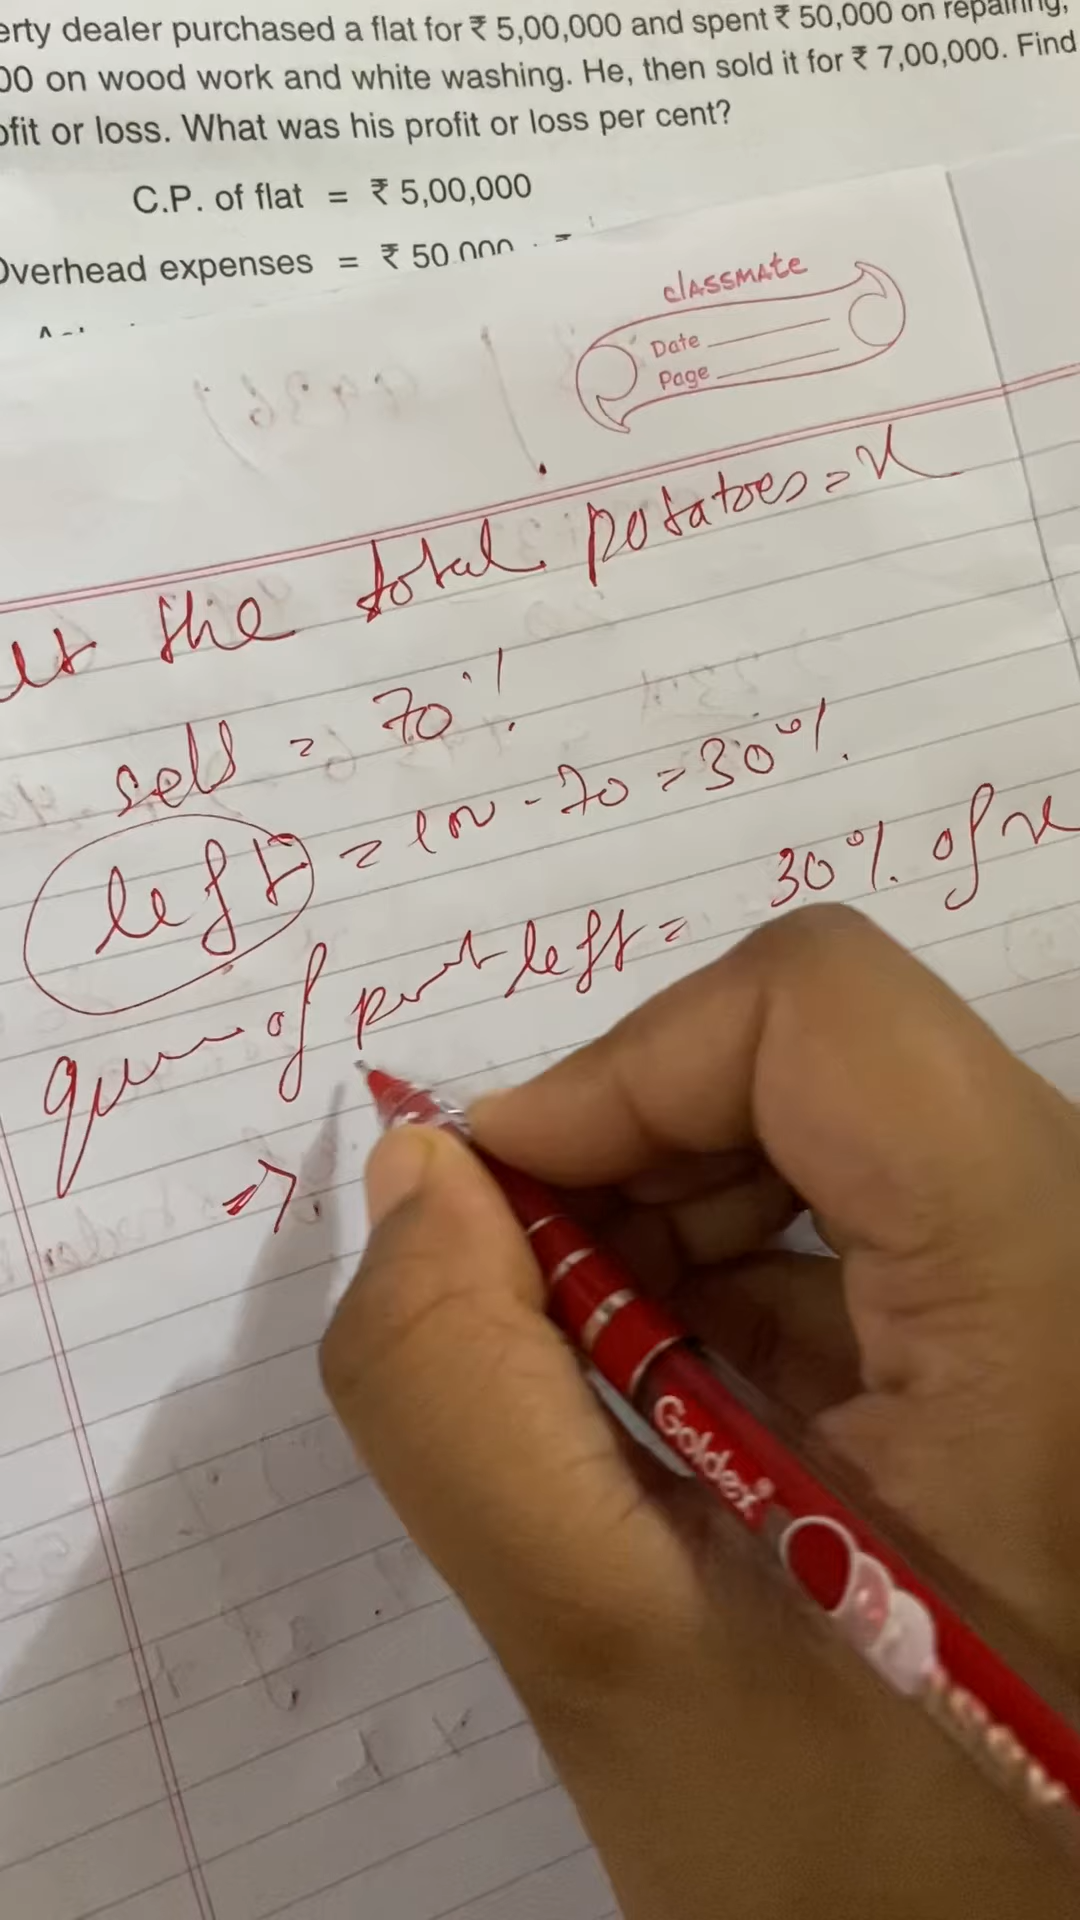 erty dealer purchased a flat for ₹ 5,00,000 and spent ₹ 50,000 on repairing,
00 on wood work and white washing. He, then sold it for ₹ 7,00,000. Find
ofit or loss. What was his profit or loss per cent?
C.P. of flat = ₹ 5,00,000
Overhead expenses = ₹ 50,000
classmate
Date
Page
the total potatoes = x
sell = 70%
left = 100 - 70 = 30%
of part left = 30% of x
⇒
Goldex